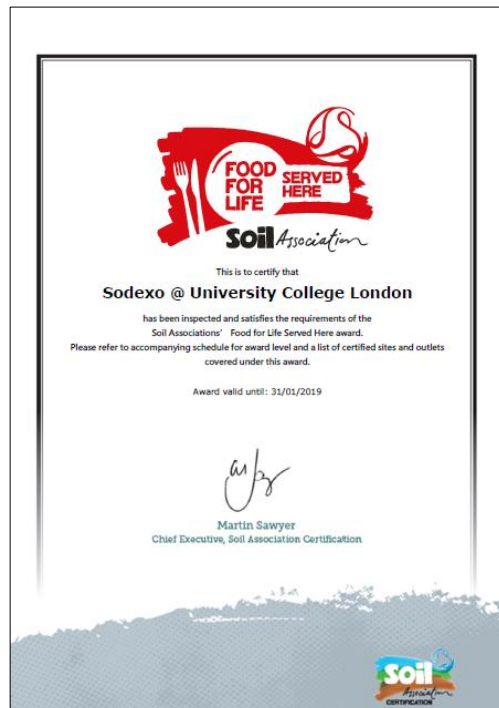 FOOD
FOR
LIFE
SERVED
HERE
Soil Association
This is to certify that
Sodexo @ University College London
has been inspected and satisfies the requirements of the
Soil Associations' Food for Life Served Here award.
Please refer to accompanying schedule for award level and a list of certified sites and outlets
covered under this award.
Award valid until: 31/01/2019
Martin Sawyer
Chief Executive, Soil Association Certification
Soil
Association
CERTIFICATION